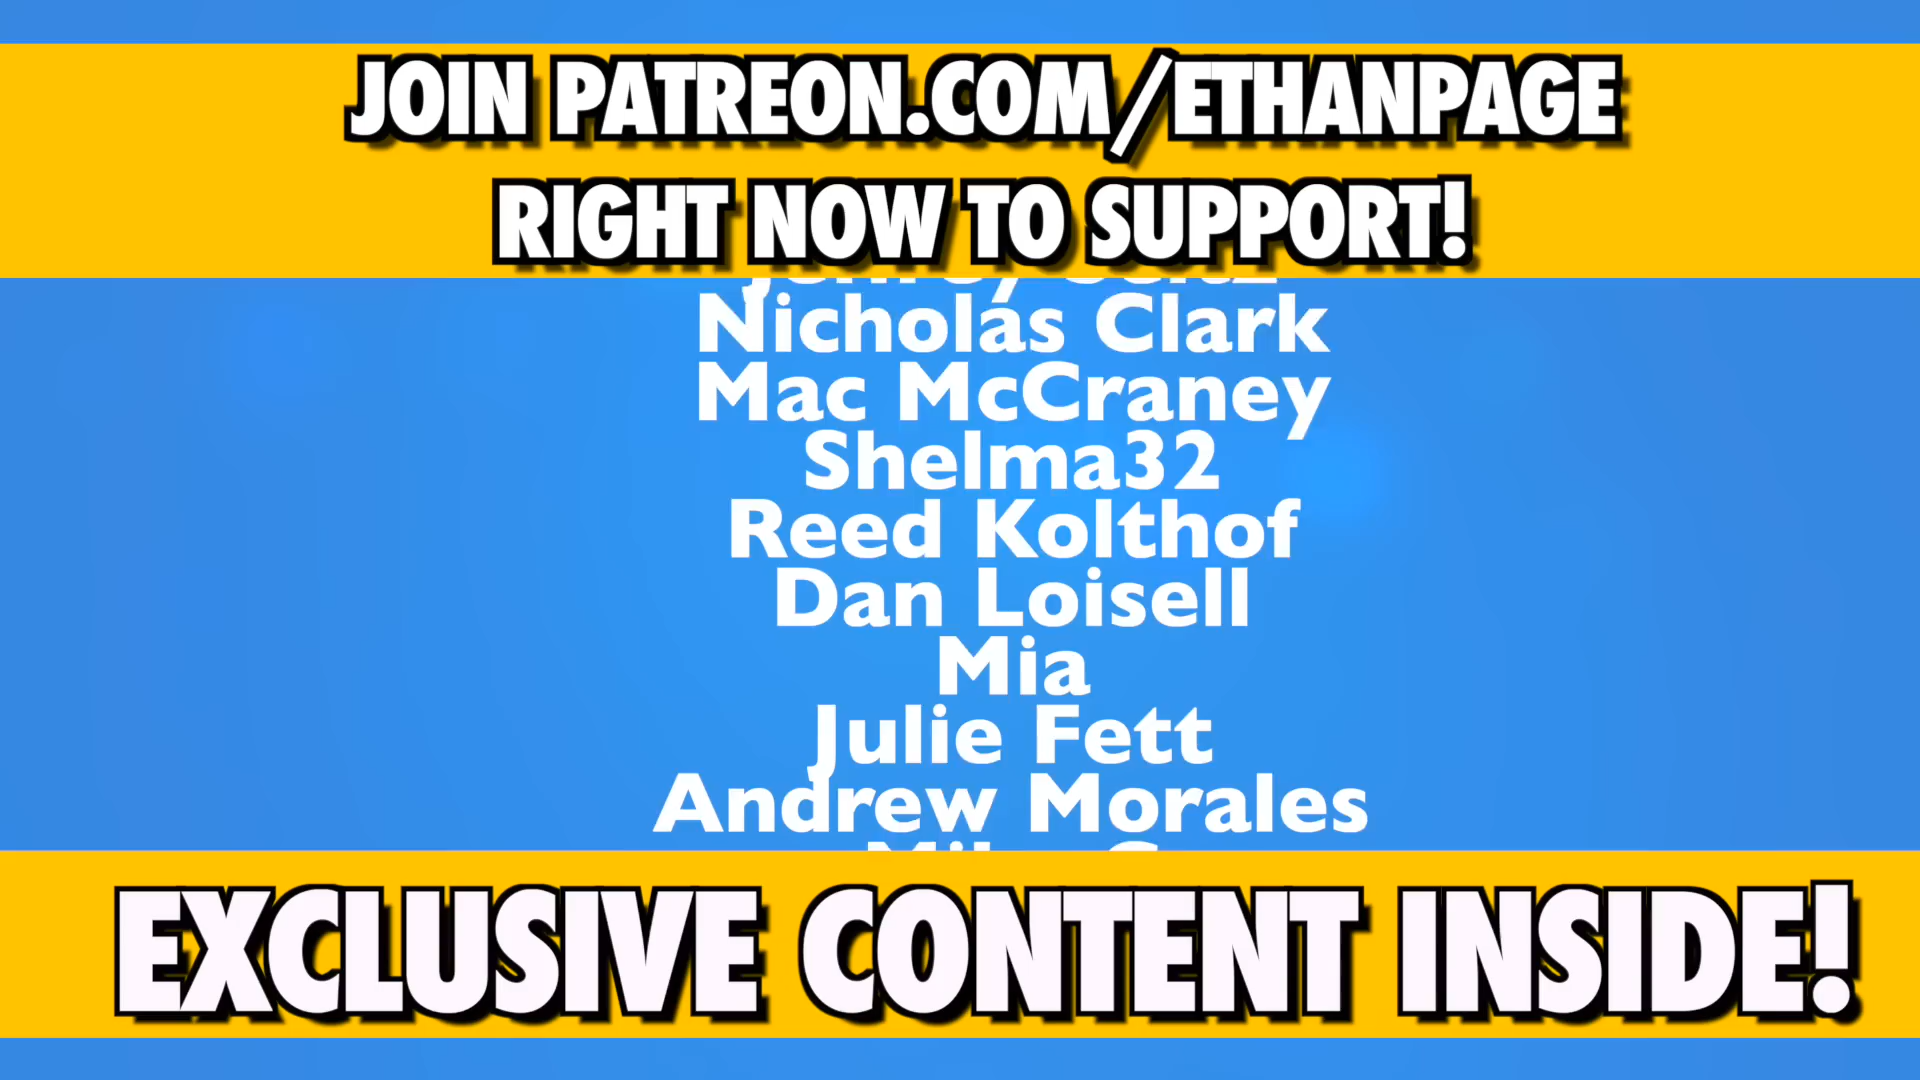 JOIN PATREON.COM/ETHANPAGE
RIGHT NOW TO SUPPORT!
Nicholas Clark
Mac McCraney
Shelma32
Reed Kolthof
Dan Loisell
Mia
Julie Fett
Andrew Morales
EXCLUSIVE CONTENT INSIDE!